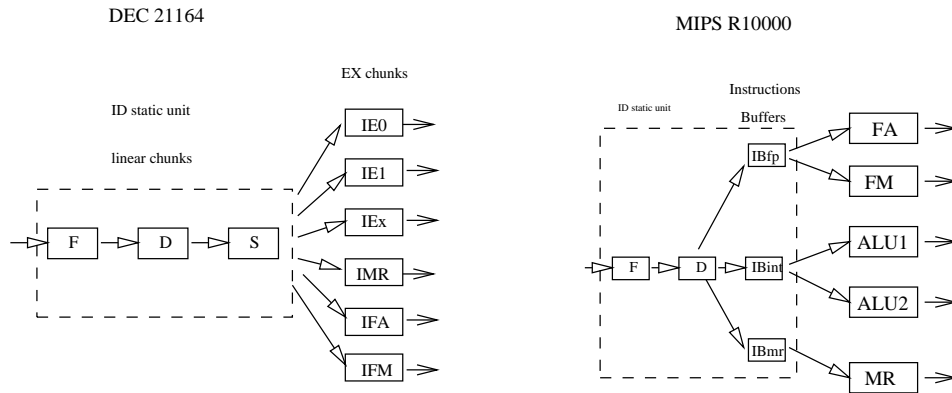 DEC 21164
EX chunks
ID static unit
linear chunks
F
D
S
IE0
IE1
IEx
IMR
IFA
IFM
MIPS R10000
Instructions
Buffers
ID static unit
F
D
IBfp
IBint
IBmr
FA
FM
ALU1
ALU2
MR